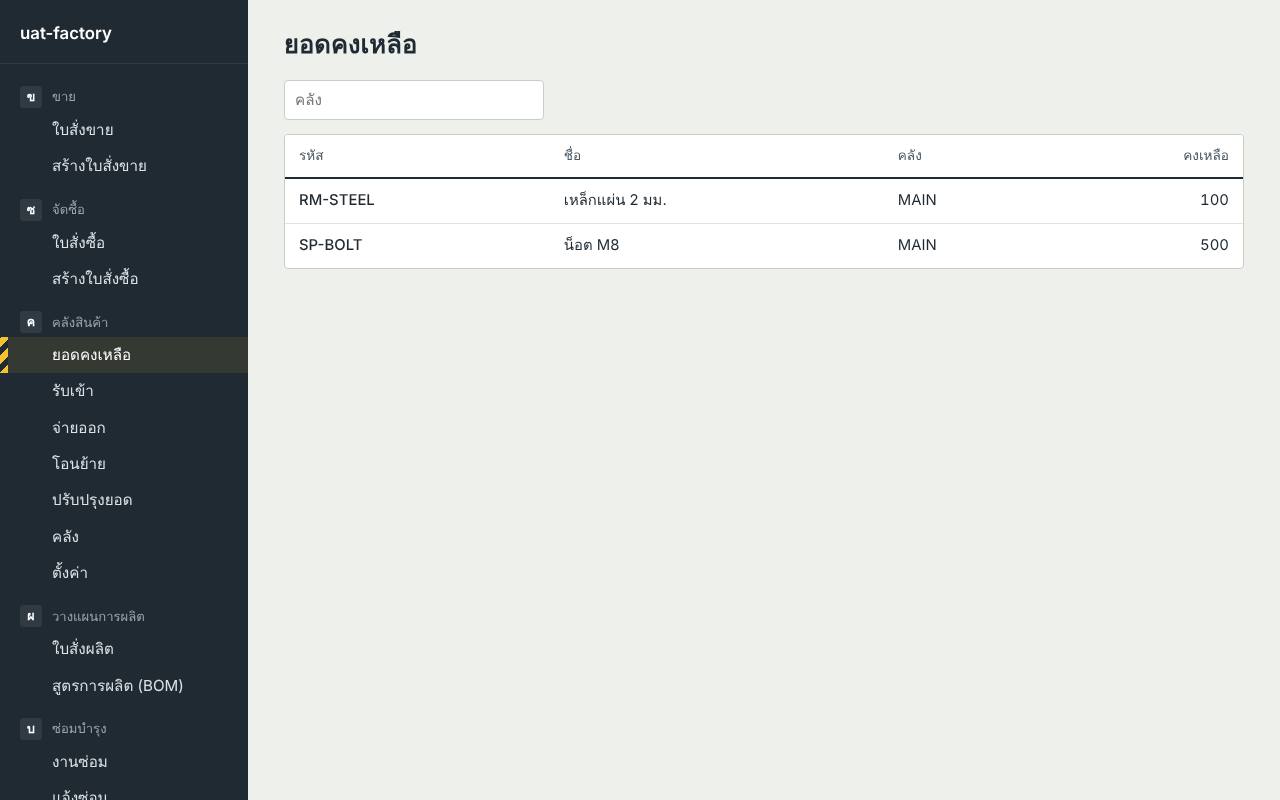 uat-factory
ข ขาย
ใบสั่งขาย
สร้างใบสั่งขาย
ซ จัดซื้อ
ใบสั่งซื้อ
สร้างใบสั่งซื้อ
ค คลังสินค้า
ยอดคงเหลือ
รับเข้า
จ่ายออก
โอนย้าย
ปรับปรุงยอด
คลัง
ตั้งค่า
ผ วางแผนการผลิต
ใบสั่งผลิต
สูตรการผลิต (BOM)
บ ซ่อมบำรุง
งานซ่อม
แจ้งซ่อม
ยอดคงเหลือ
คลัง
รหัส ชื่อ คลัง คงเหลือ
RM-STEEL เหล็กแผ่น 2 มม. MAIN 100
SP-BOLT น็อต M8 MAIN 500